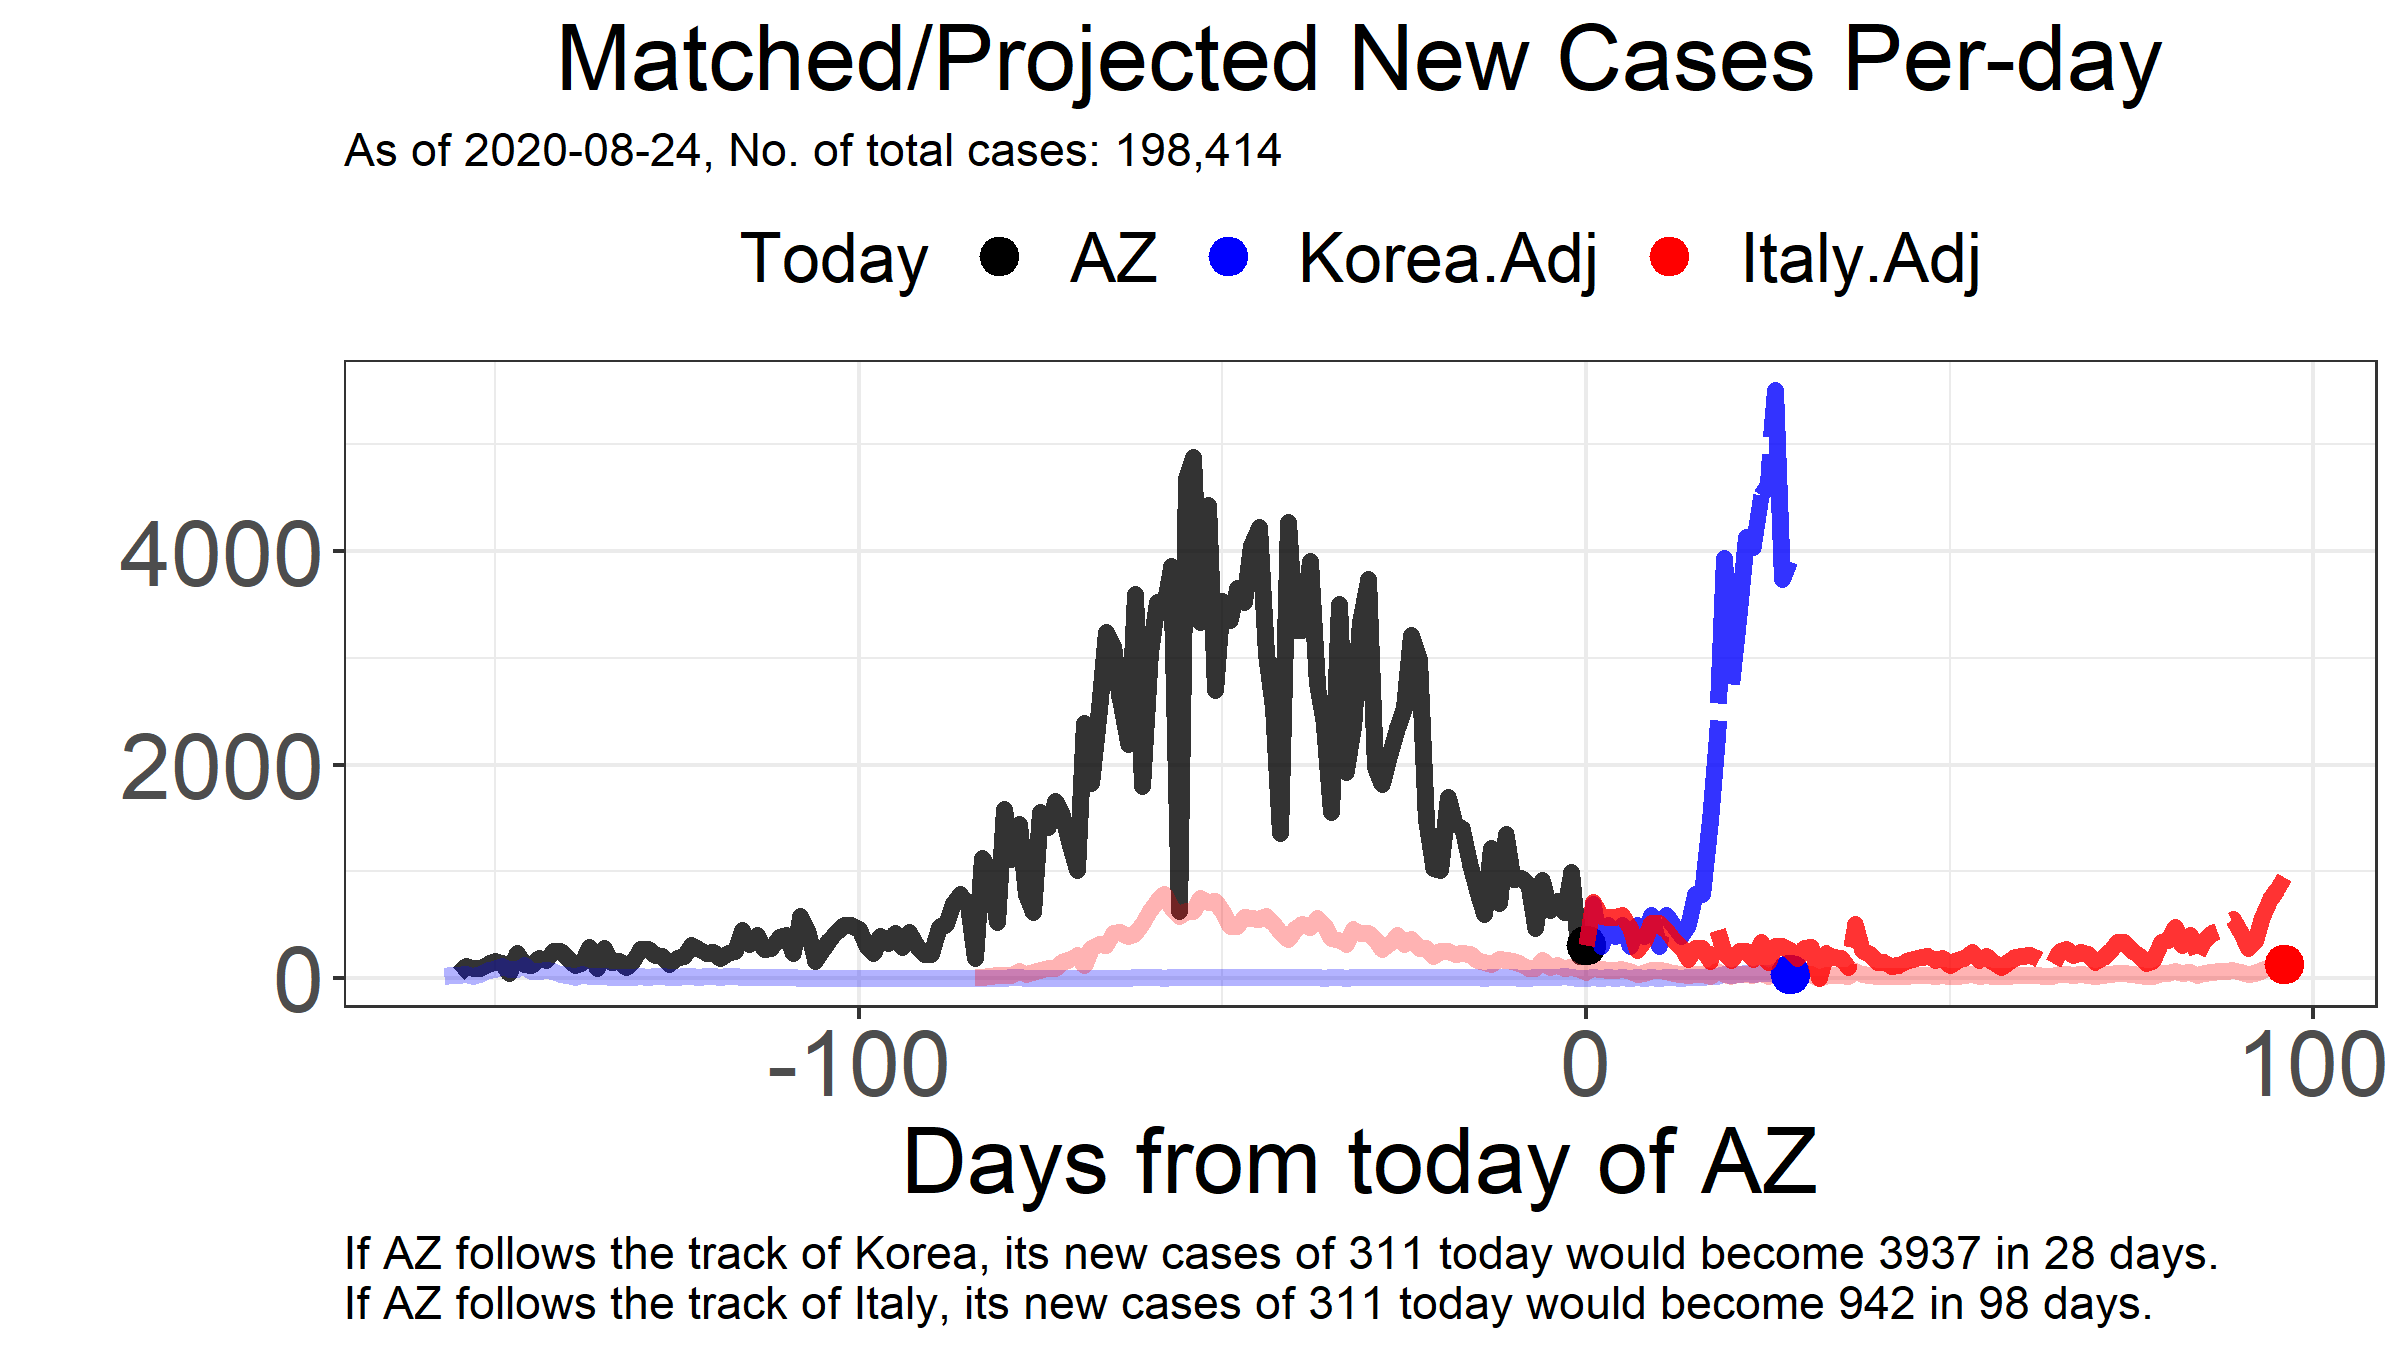 Matched/Projected New Cases Per-day
As of 2020-08-24, No. of total cases: 198,414
Today AZ Korea.Adj Italy.Adj
4000
2000
0
-100 0 100
Days from today of AZ
If AZ follows the track of Korea, its new cases of 311 today would become 3937 in 28 days.
If AZ follows the track of Italy, its new cases of 311 today would become 942 in 98 days.